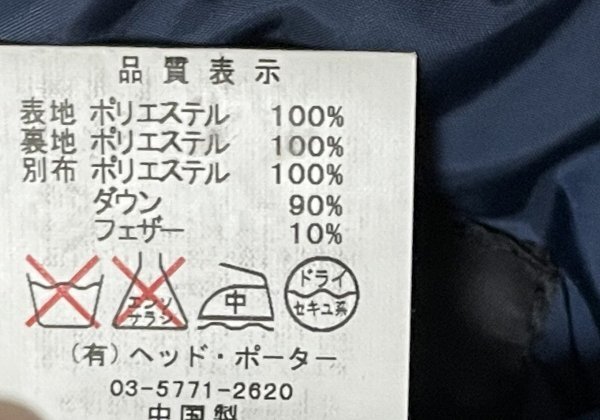 品質表示
表地 ポリエステル 100%
裏地 ポリエステル 100%
別布 ポリエステル 100%
ダウン 90%
フェザー 10%
エンソ
サラシ
中
ドライ
セキユ系
(有)ヘッド・ポーター
03-5771-2620
中国製